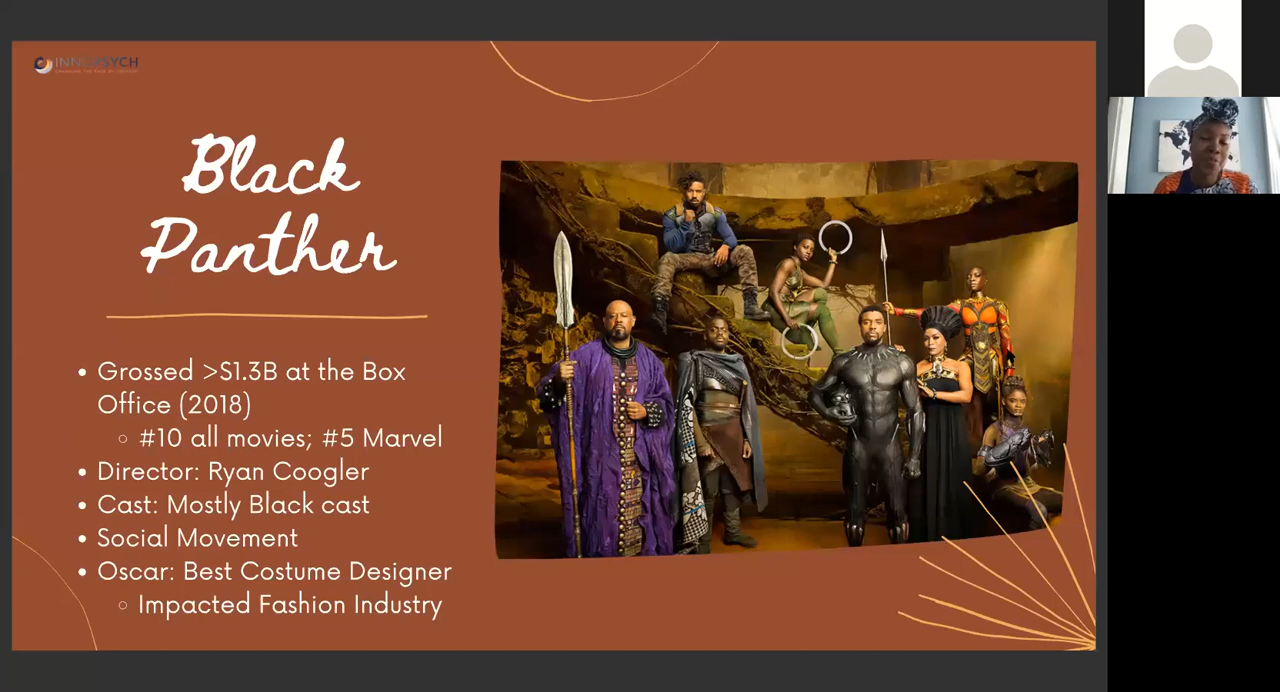 INNOPSYCH
Black
Panther
• Grossed >S1.3B at the Box
Office (2018)
◦ #10 all movies; #5 Marvel
• Director: Ryan Coogler
• Cast: Mostly Black cast
• Social Movement
• Oscar: Best Costume Designer
◦ Impacted Fashion Industry